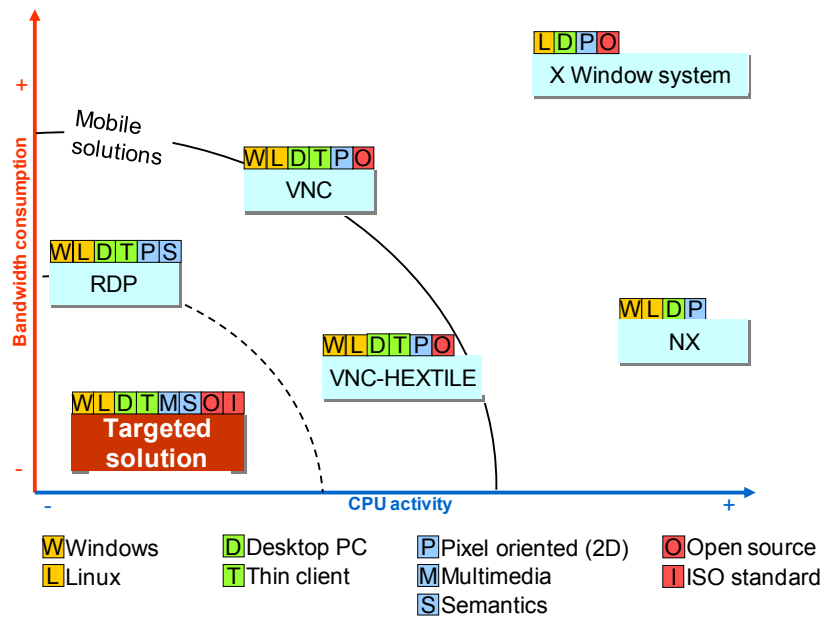 LDPO
X Window system
+
Mobile
solutions
WLDTPO
VNC
Bandwidth consumption
WLDTPS
RDP
WLDP
NX
WLDTPO
VNC-HEXTILE
WLDTMSOI
Targeted
solution
-
- CPU activity +
W Windows D Desktop PC P Pixel oriented (2D) O Open source
L Linux T Thin client M Multimedia I ISO standard
S Semantics